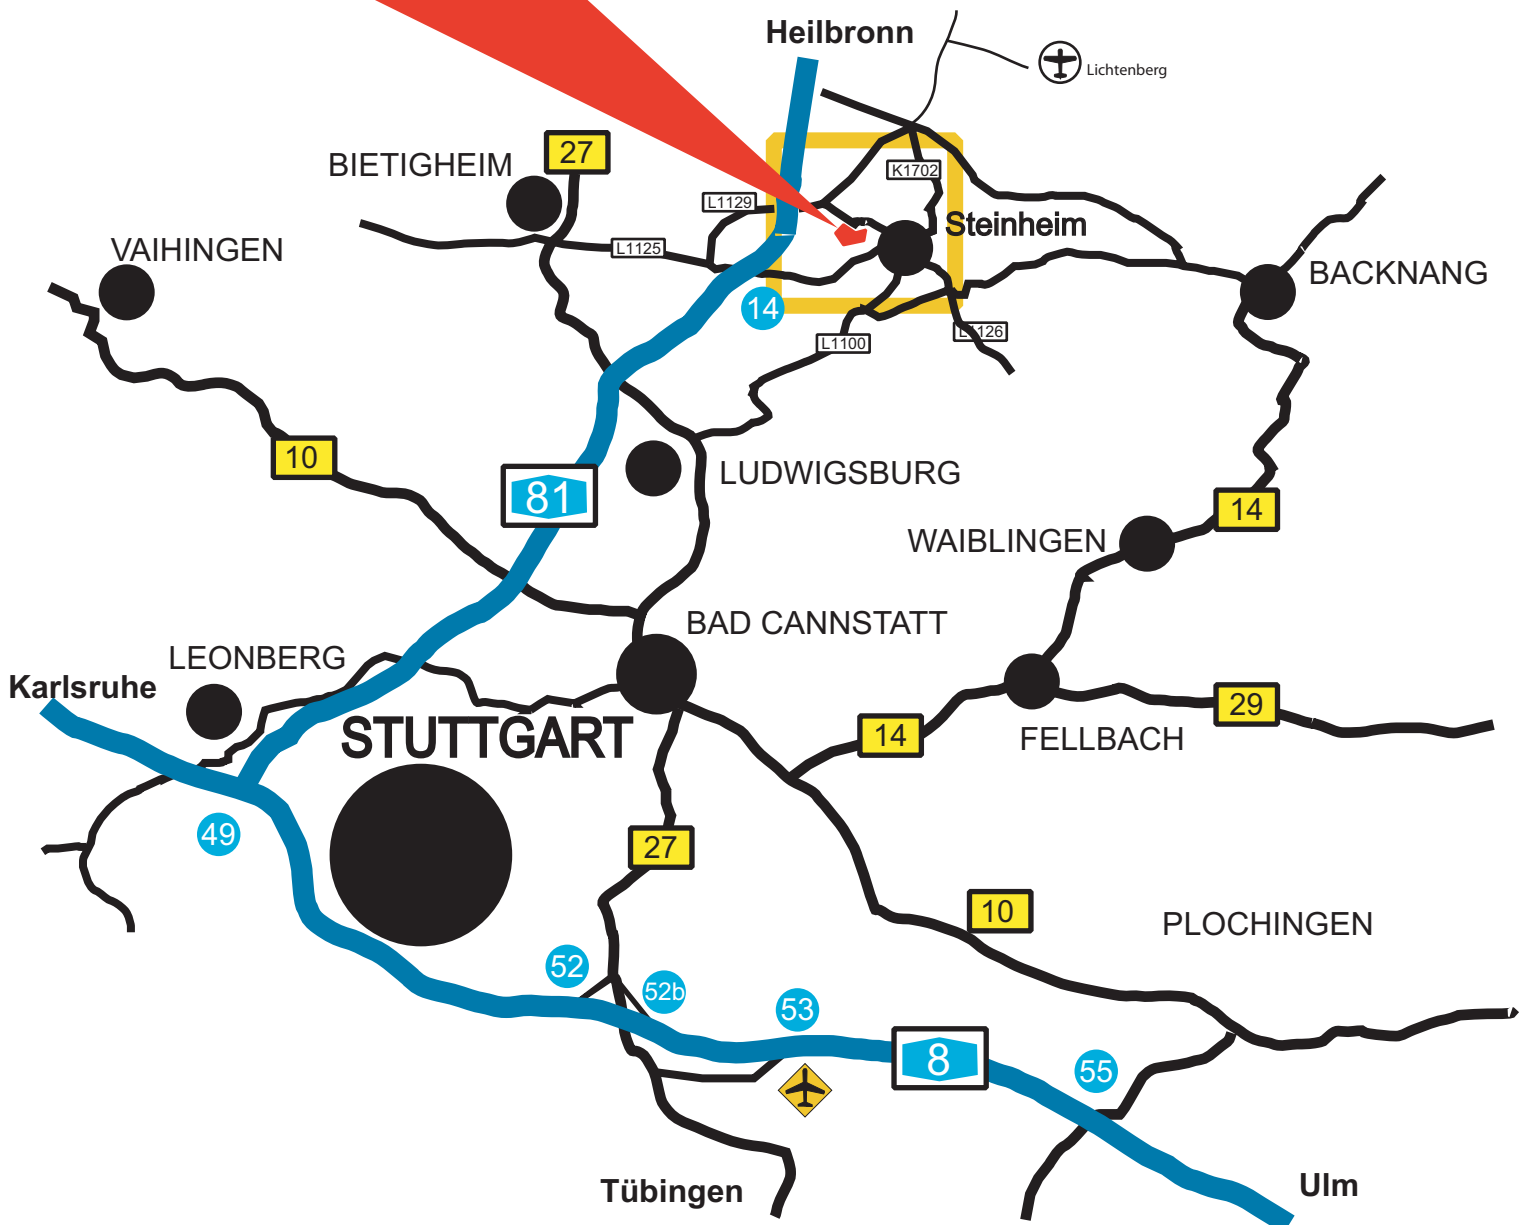 Heilbronn
Lichtenberg
27
BIETIGHEIM
K1702
L1129
Steinheim
VAIHINGEN
L1125
BACKNANG
14
L1100
L1126
10
81
LUDWIGSBURG
14
WAIBLINGEN
BAD CANNSTATT
LEONBERG
Karlsruhe
STUTTGART
29
14
FELLBACH
49
27
10
PLOCHINGEN
52
52b
53
8
55
Tübingen
Ulm